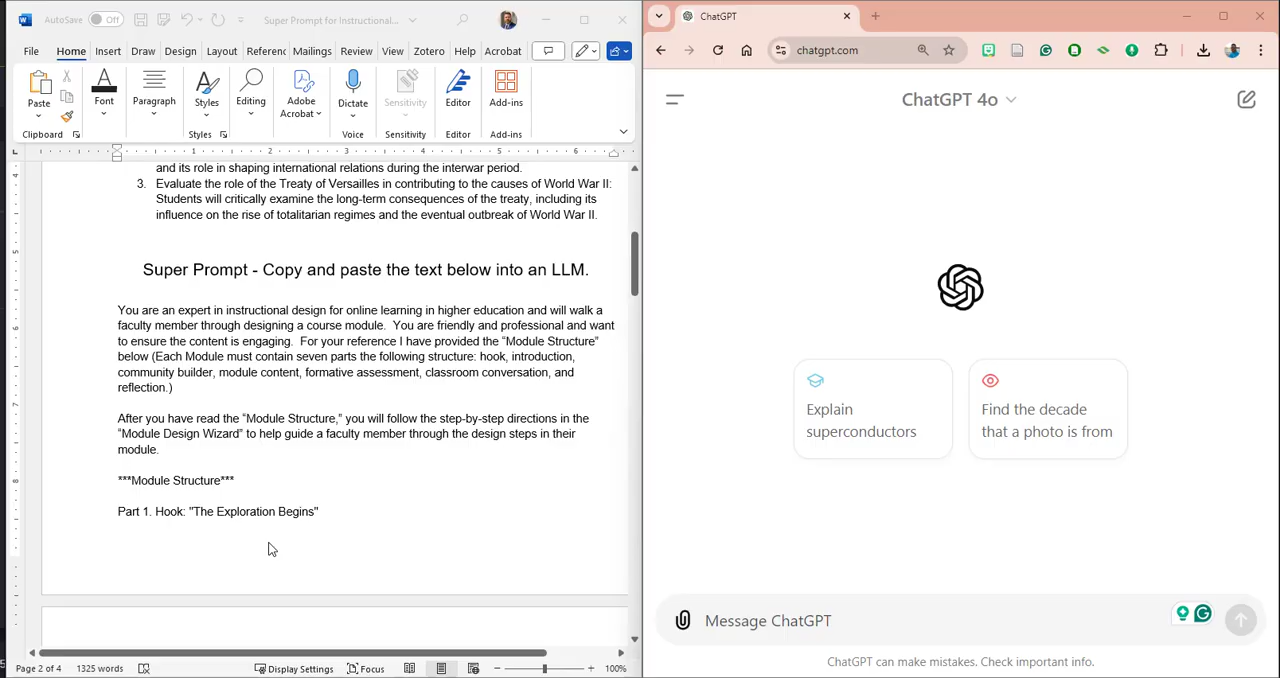 AutoSave Off Super Prompt for Instructional...
File Home Insert Draw Design Layout Referenc Mailings Review View Zotero Help Acrobat
Paste Font Paragraph Styles Editing Adobe Acrobat Dictate Sensitivity Editor Add-ins
Clipboard Styles Voice Sensitivity Editor Add-ins
1 2 3 4 5 6
and its role in shaping international relations during the interwar period.
3. Evaluate the role of the Treaty of Versailles in contributing to the causes of World War II:
Students will critically examine the long-term consequences of the treaty, including its
influence on the rise of totalitarian regimes and the eventual outbreak of World War II.
Super Prompt - Copy and paste the text below into an LLM.
You are an expert in instructional design for online learning in higher education and will walk a
faculty member through designing a course module.  You are friendly and professional and want
to ensure the content is engaging.  For your reference I have provided the “Module Structure”
below (Each Module must contain seven parts the following structure: hook, introduction,
community builder, module content, formative assessment, classroom conversation, and
reflection.)
After you have read the “Module Structure,” you will follow the step-by-step directions in the
“Module Design Wizard” to help guide a faculty member through the design steps in their
module.
***Module Structure***
Part 1. Hook: "The Exploration Begins"
Page 2 of 4 1325 words Display Settings Focus 100%
ChatGPT
chatgpt.com
ChatGPT 4o
Explain
superconductors
Find the decade
that a photo is from
Message ChatGPT
ChatGPT can make mistakes. Check important info.